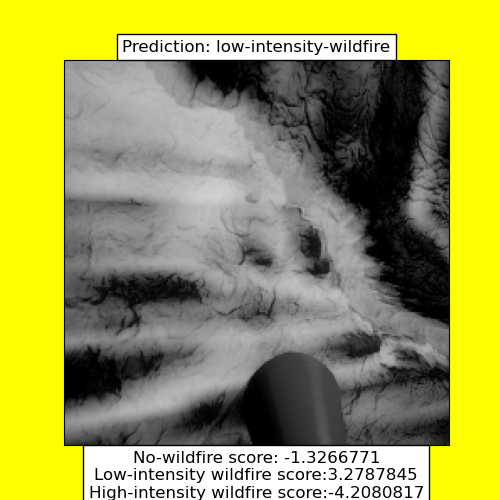 Prediction: low-intensity-wildfire
No-wildfire score: -1.3266771
Low-intensity wildfire score:3.2787845
High-intensity wildfire score:-4.2080817